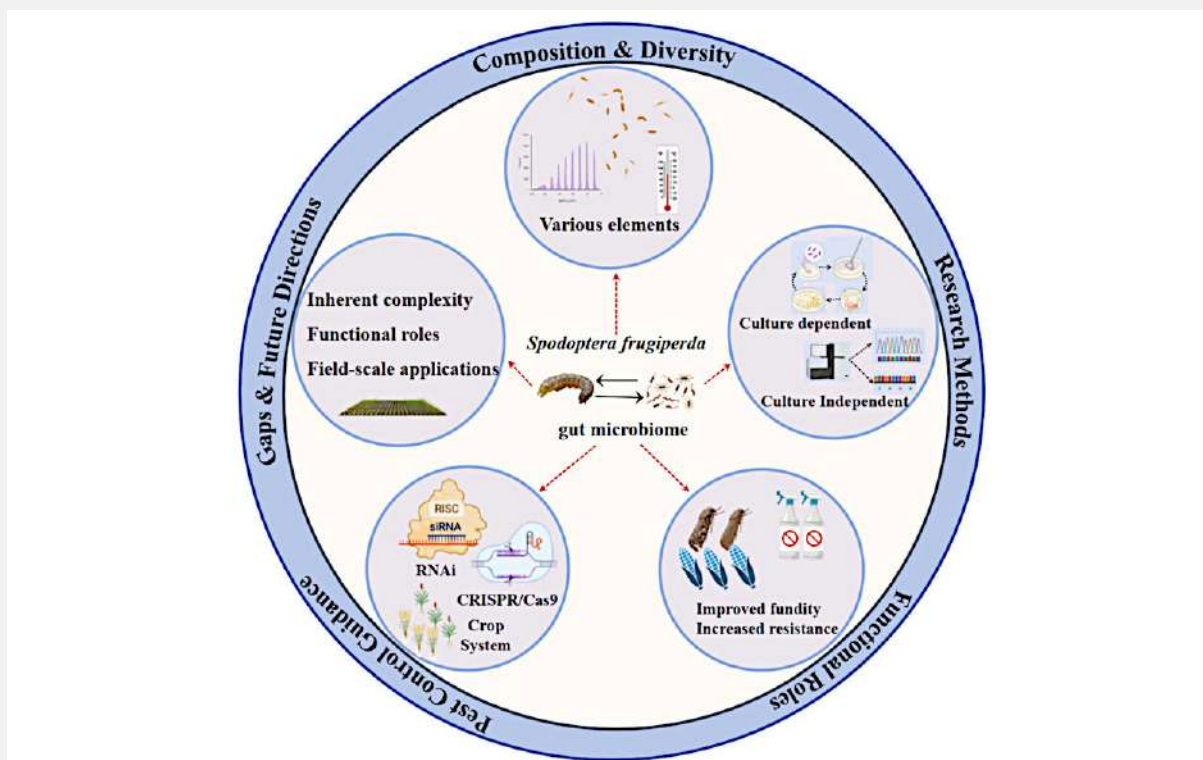 Composition & Diversity
Various elements
Research Methods
Culture dependent
Culture Independent
Functional Roles
Improved fundity
Increased resistance
Pest Control Guidance
RISC
siRNA
RNAi
CRISPR/Cas9
Crop
System
Gaps & Future Directions
Inherent complexity
Functional roles
Field-scale applications
Spodoptera frugiperda
gut microbiome